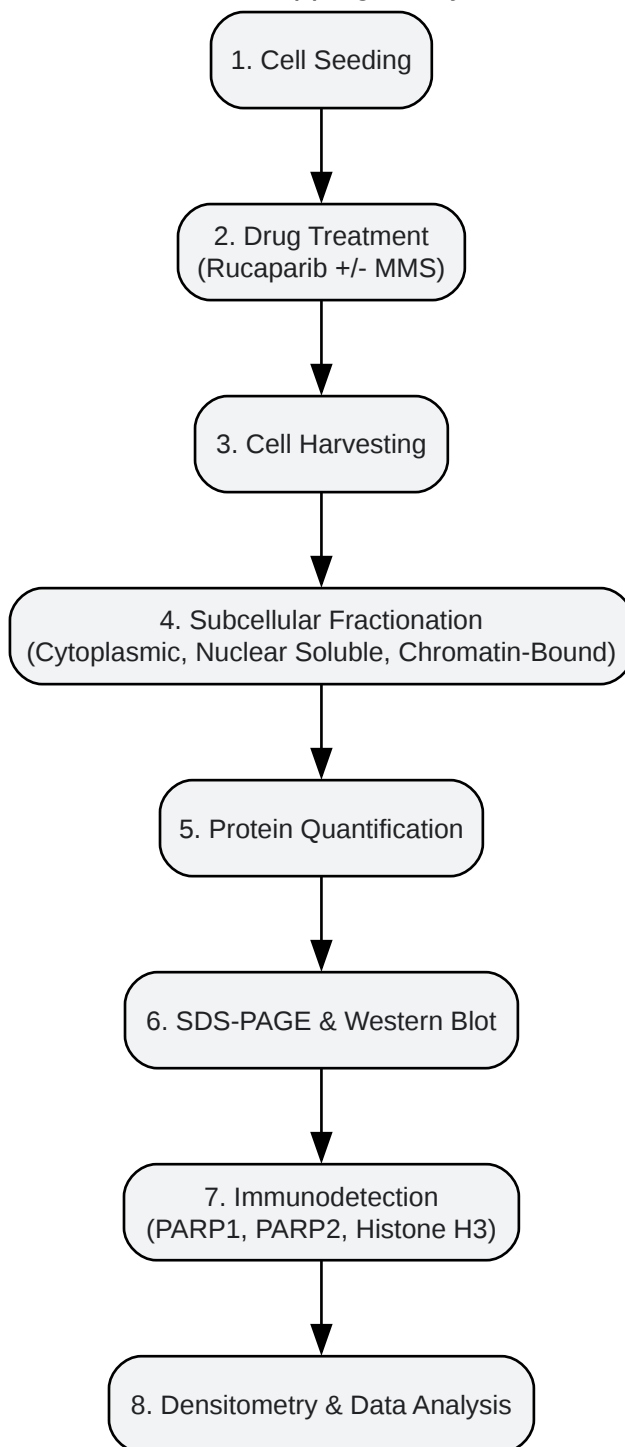 1. Cell Seeding
2. Drug Treatment
(Rucaparib +/- MMS)
3. Cell Harvesting
4. Subcellular Fractionation
(Cytoplasmic, Nuclear Soluble, Chromatin-Bound)
5. Protein Quantification
6. SDS-PAGE & Western Blot
7. Immunodetection
(PARP1, PARP2, Histone H3)
8. Densitometry & Data Analysis